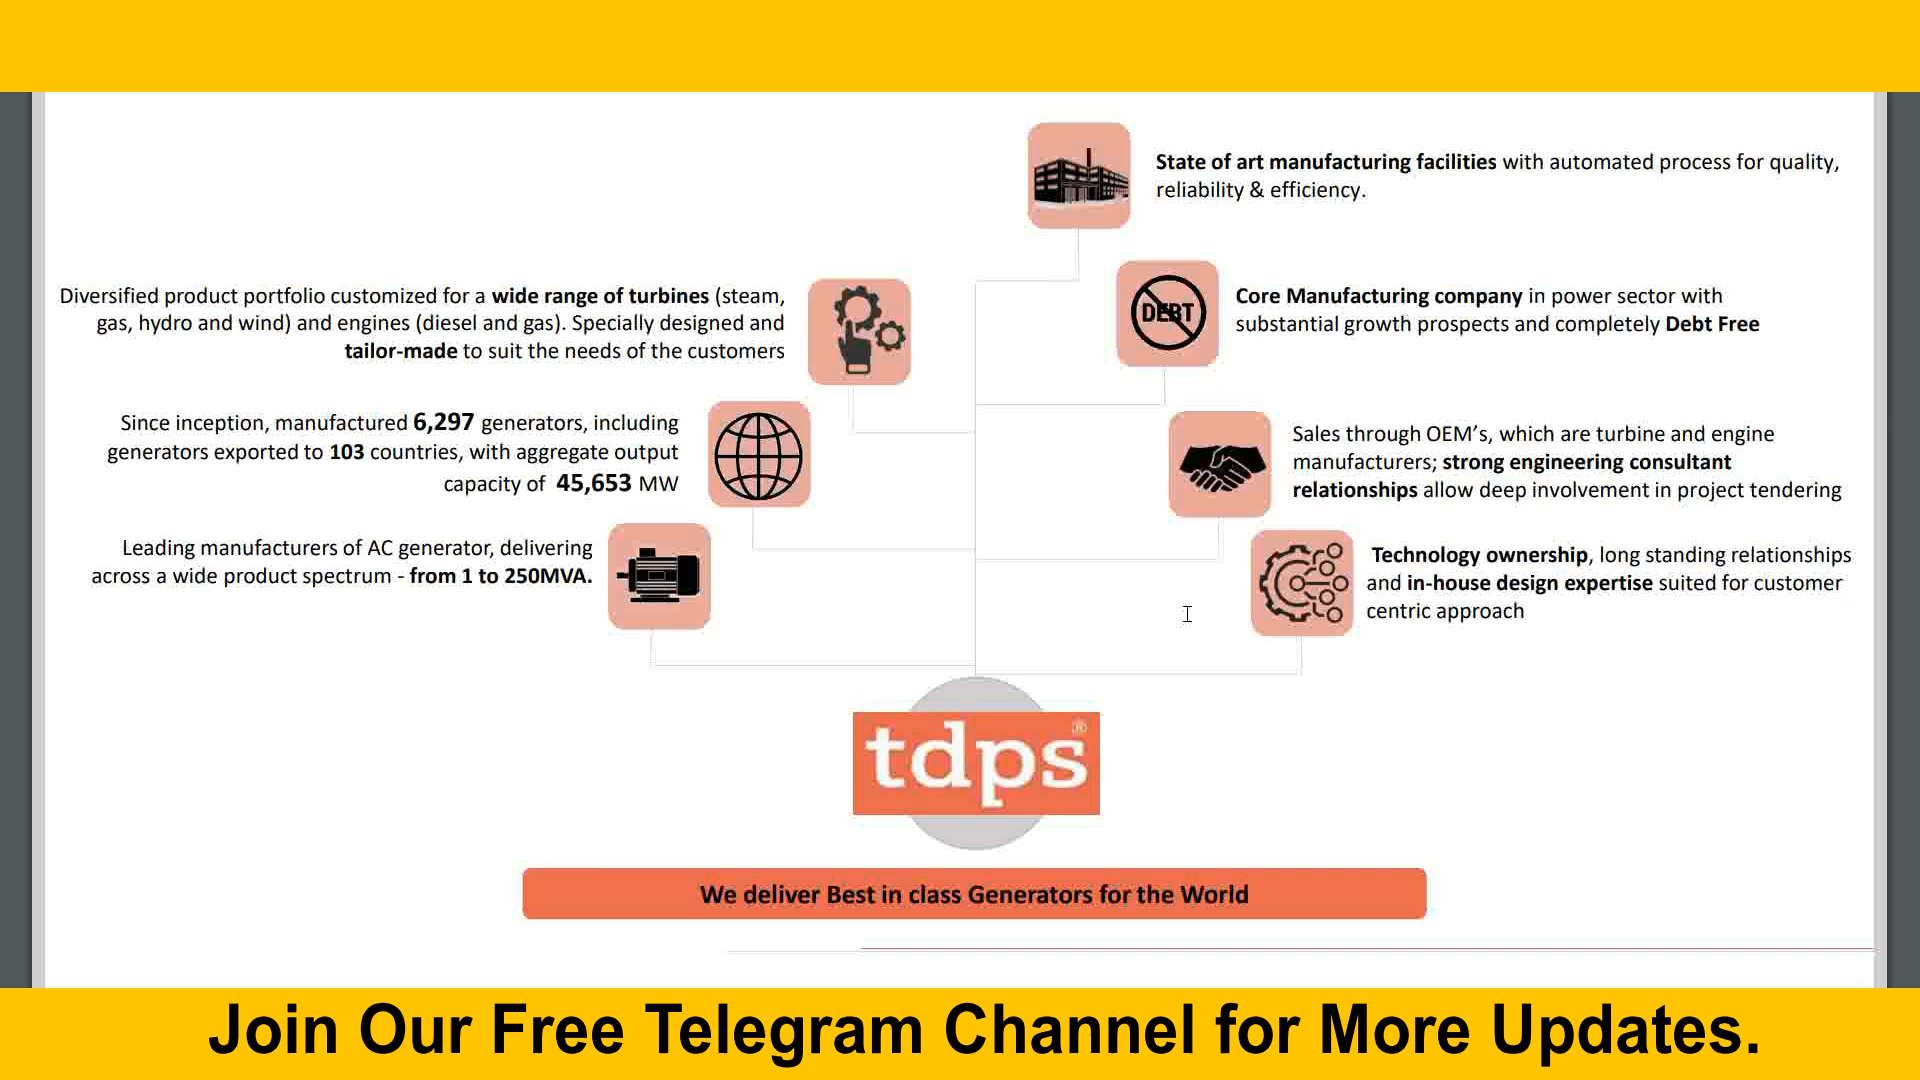 State of art manufacturing facilities with automated process for quality,
reliability & efficiency.
Diversified product portfolio customized for a wide range of turbines (steam,
gas, hydro and wind) and engines (diesel and gas). Specially designed and
tailor-made to suit the needs of the customers
DEBT
Core Manufacturing company in power sector with
substantial growth prospects and completely Debt Free
Since inception, manufactured 6,297 generators, including
generators exported to 103 countries, with aggregate output
capacity of 45,653 MW
Sales through OEM's, which are turbine and engine
manufacturers; strong engineering consultant
relationships allow deep involvement in project tendering
Leading manufacturers of AC generator, delivering
across a wide product spectrum - from 1 to 250MVA.
Technology ownership, long standing relationships
and in-house design expertise suited for customer
centric approach
tdps®
We deliver Best in class Generators for the World
Join Our Free Telegram Channel for More Updates.